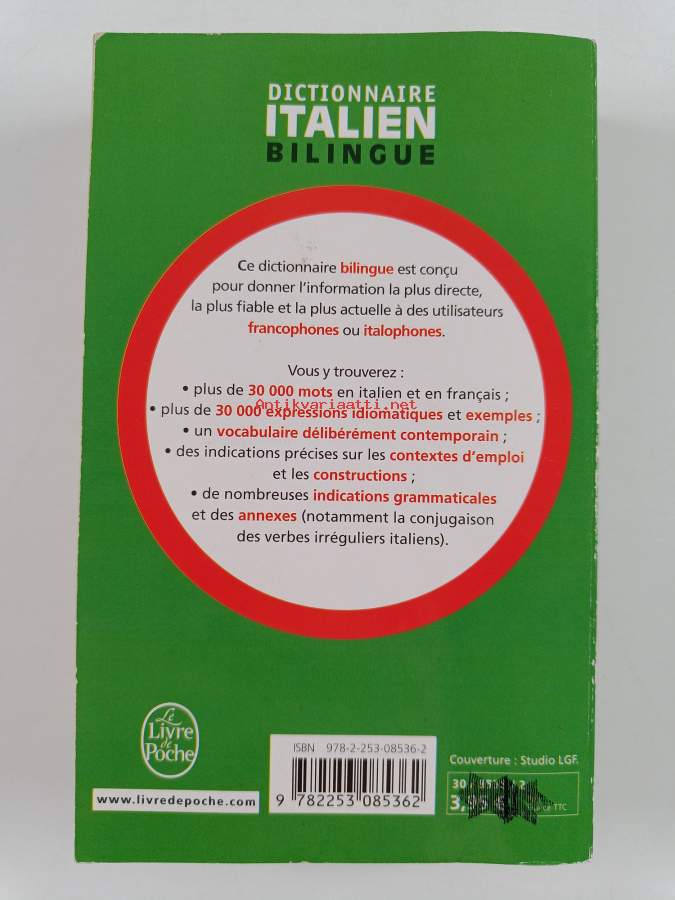 DICTIONNAIRE
ITALIEN
BILINGUE
Ce dictionnaire bilingue est conçu
pour donner l'information la plus directe,
la plus fiable et la plus actuelle à des utilisateurs
francophones ou italophones.
Vous y trouverez :
• plus de 30 000 mots en italien et en français ;
Antikvariaatti.net
• plus de 30 000 expressions idiomatiques et exemples ;
• un vocabulaire délibérément contemporain ;
• des indications précises sur les contextes d'emploi
et les constructions ;
• de nombreuses indications grammaticales
et des annexes (notamment la conjugaison
des verbes irréguliers italiens).
Le
Livre
de
Poche
www.livredepoche.com
ISBN 978-2-253-08536-2
9 782253 085362
Couverture : Studio LGF.
30
3,95 €
TTC